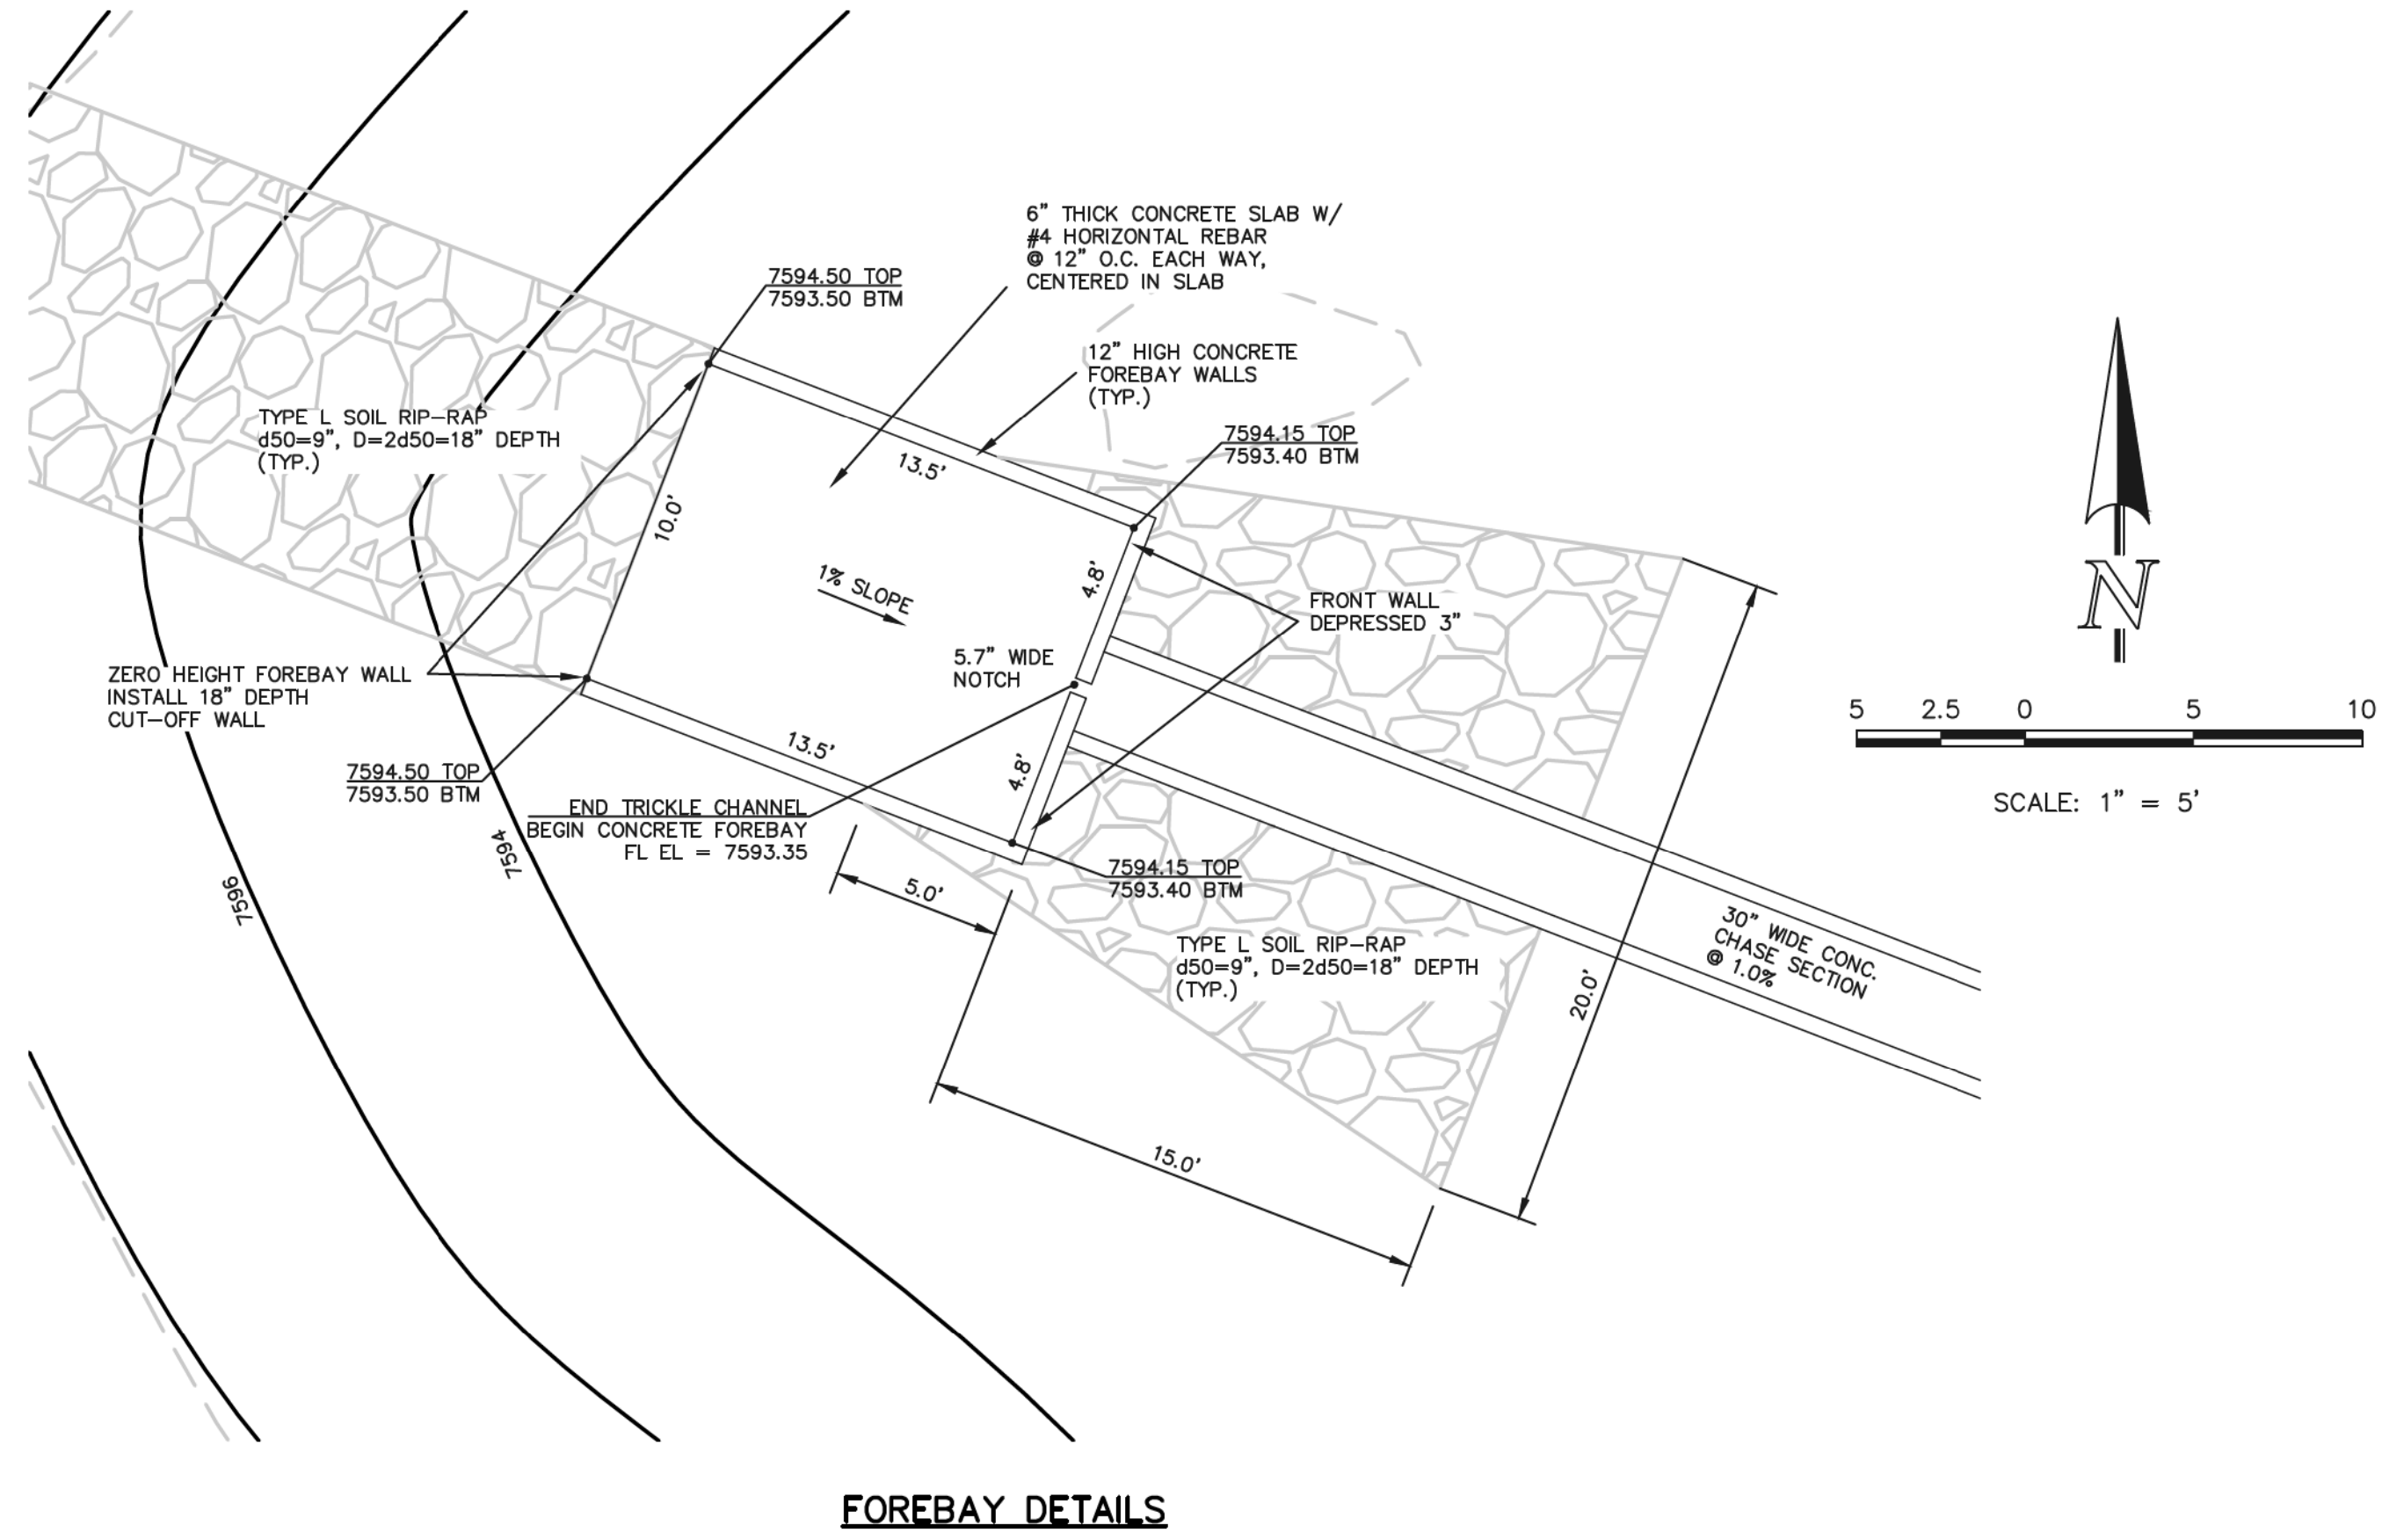 6" THICK CONCRETE SLAB W/
#4 HORIZONTAL REBAR
@ 12" O.C. EACH WAY,
CENTERED IN SLAB
7594.50 TOP
7593.50 BTM
12" HIGH CONCRETE
FOREBAY WALLS
(TYP.)
TYPE L SOIL RIP-RAP
d50=9", D=2d50=18" DEPTH
(TYP.)
7594.15 TOP
7593.40 BTM
13.5'
10.0'
4.8'
1% SLOPE
FRONT WALL
DEPRESSED 3"
N
5.7" WIDE
NOTCH
ZERO HEIGHT FOREBAY WALL
INSTALL 18" DEPTH
CUT-OFF WALL
5 2.5 0 5 10
SCALE: 1" = 5'
13.5'
4.8'
7594.50 TOP
7593.50 BTM
END TRICKLE CHANNEL
BEGIN CONCRETE FOREBAY
FL EL = 7593.35
7594
7596
7594.15 TOP
7593.40 BTM
5.0'
30" WIDE CONC.
CHASE SECTION
@ 1.0%
TYPE L SOIL RIP-RAP
d50=9", D=2d50=18" DEPTH
(TYP.)
20.0'
15.0'
FOREBAY DETAILS